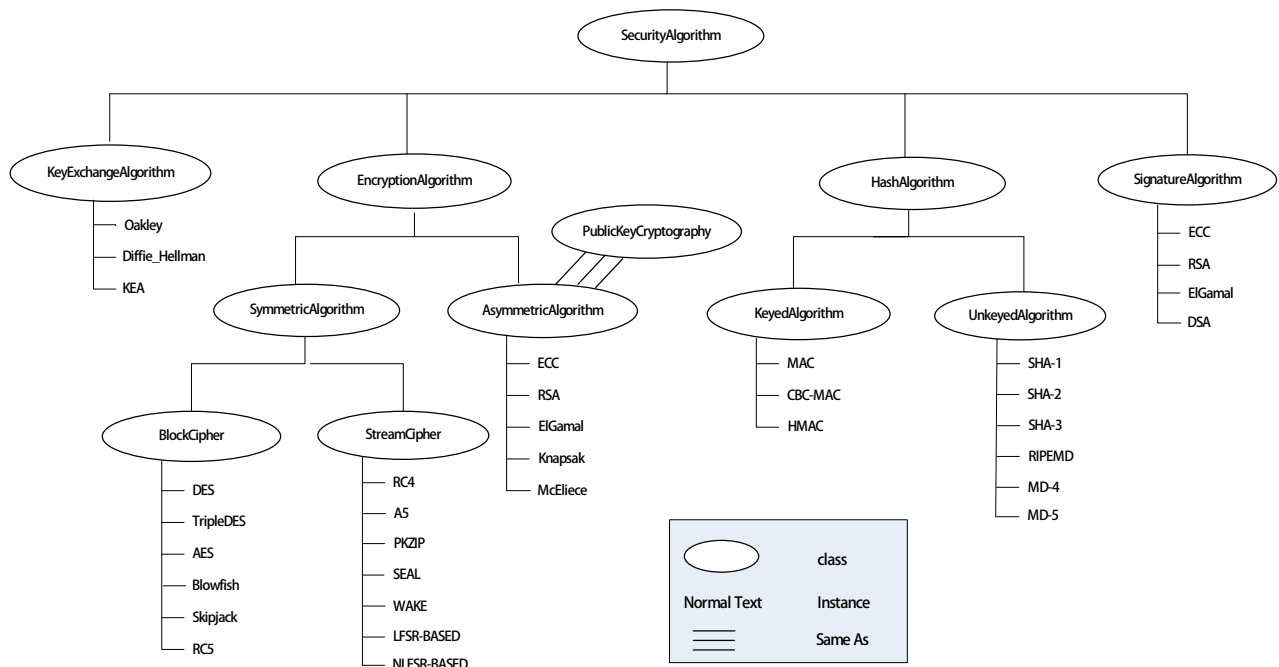 SecurityAlgorithm
KeyExchangeAlgorithm
Oakley
Diffie_Hellman
KEA
EncryptionAlgorithm
PublicKeyCryptography
SymmetricAlgorithm
AsymmetricAlgorithm
ECC
RSA
ElGamal
Knapsak
McEliece
BlockCipher
DES
TripleDES
AES
Blowfish
Skipjack
RC5
StreamCipher
RC4
A5
PKZIP
SEAL
WAKE
LFSR-BASED
NLFSR-BASED
HashAlgorithm
KeyedAlgorithm
MAC
CBC-MAC
HMAC
UnkeyedAlgorithm
SHA-1
SHA-2
SHA-3
RIPEMD
MD-4
MD-5
SignatureAlgorithm
ECC
RSA
ElGamal
DSA
class
Normal Text Instance
Same As